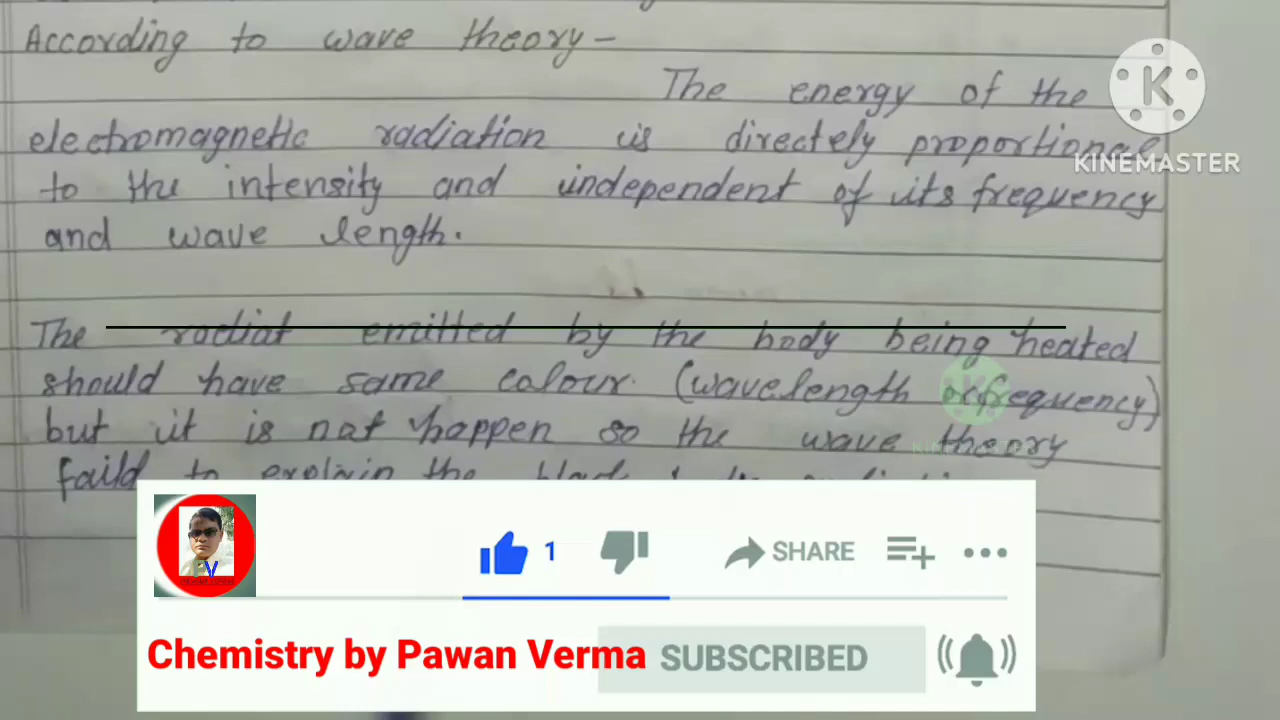 According to wave theory –
The energy of the
electromagnetic radiation is directely proportional
to the intensity and independent of its frequency
and wave length.
The radiat emitted by the body being heated
should have same colour. (wavelength or frequency)
but it is not happen so the wave theory
faild to explain the
KINEMASTER
1
SHARE
Chemistry by Pawan Verma
SUBSCRIBED